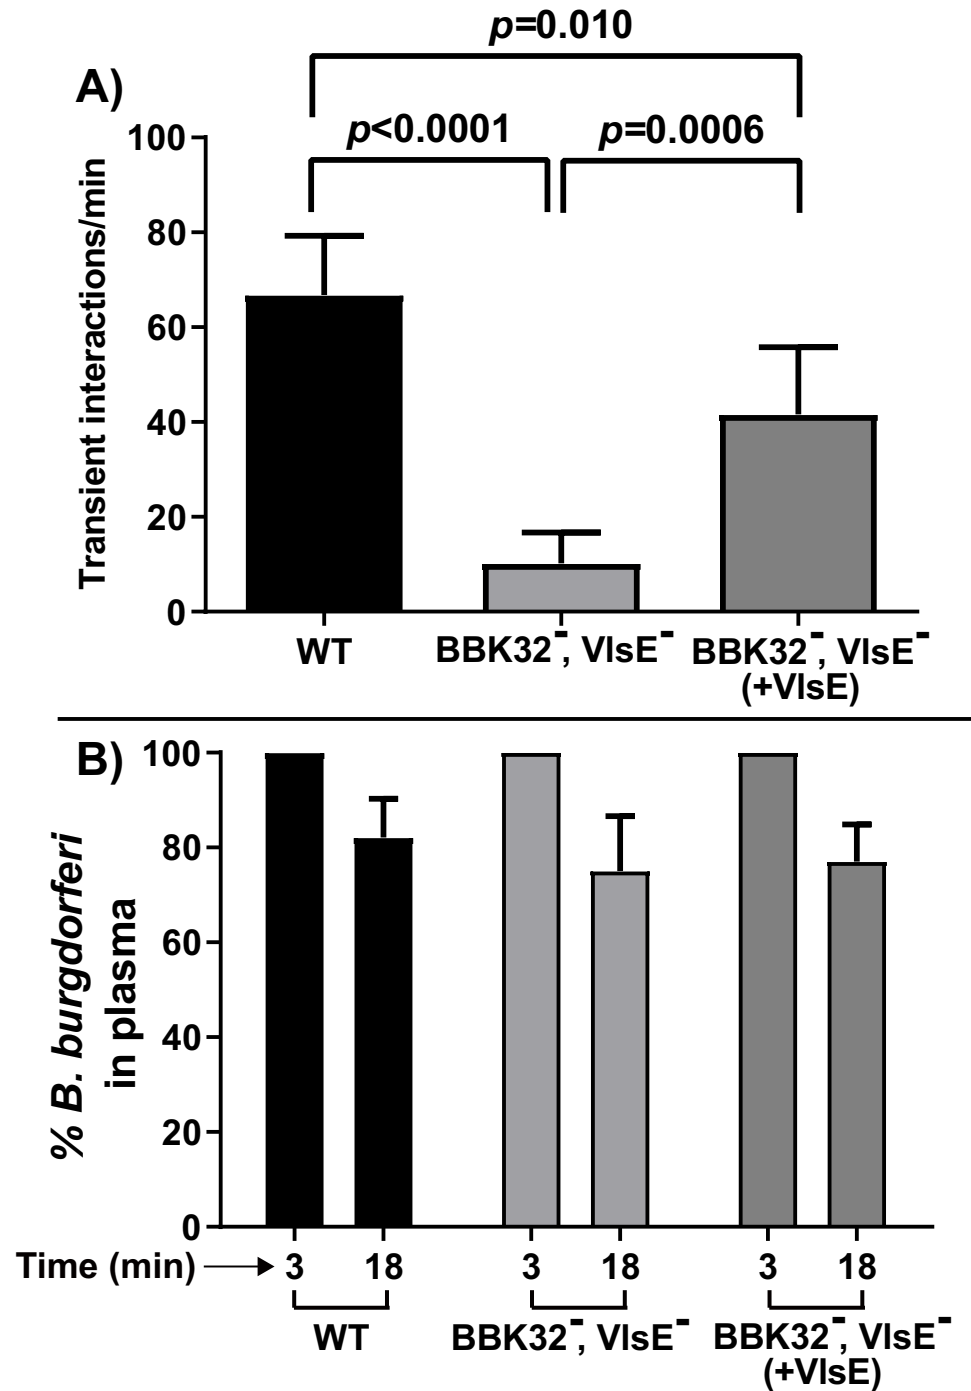 p=0.010
A)
p<0.0001 p=0.0006
Transient interactions/min
100
80
60
40
20
0
WT BBK32⁻, VlsE⁻ BBK32⁻, VlsE⁻
(+VlsE)
B)
% B. burgdorferi
in plasma
100
80
60
40
20
0
Time (min) 3 18 3 18 3 18
WT BBK32⁻, VlsE⁻ BBK32⁻, VlsE⁻
(+VlsE)